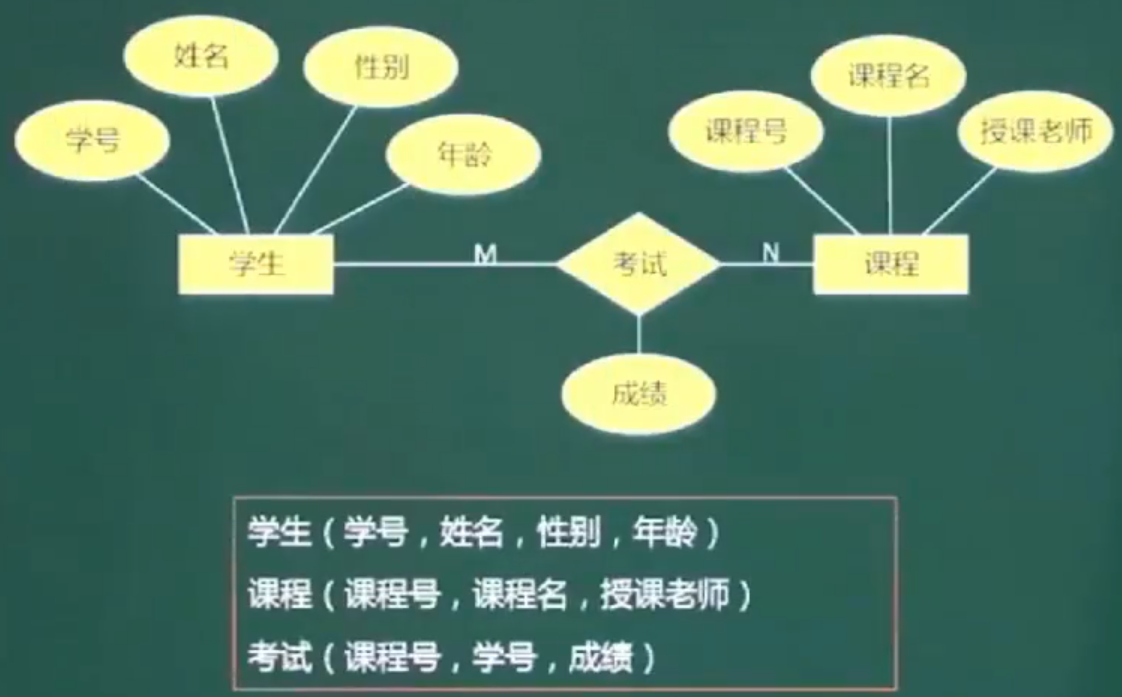 姓名
性别
学号
年龄
课程名
课程号
授课老师
学生
M
考试
N
课程
成绩
学生（学号，姓名，性别，年龄）
课程（课程号，课程名，授课老师）
考试（课程号，学号，成绩）